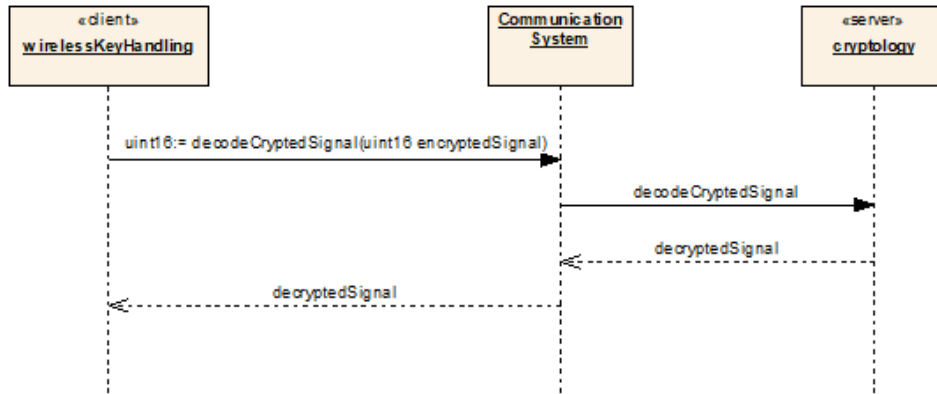 «client»
wirelessKeyHandling
Communication
System
«server»
cryptology
uint16:= decodeCryptedSignal(uint16 encryptedSignal)
decodeCryptedSignal
decryptedSignal
decryptedSignal